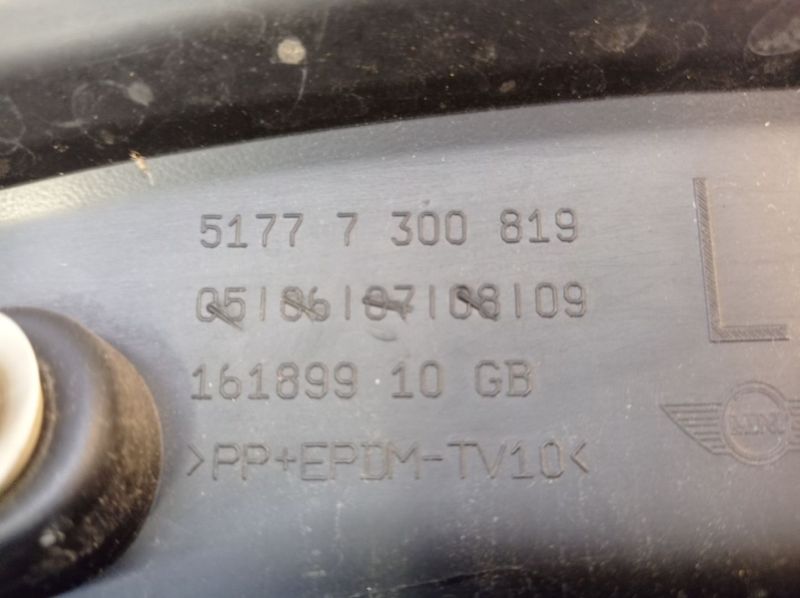 5177 7 300 819
05|06|07|08|09
161899 10 GB
>PP+EPDM-TV10<
L
MINI